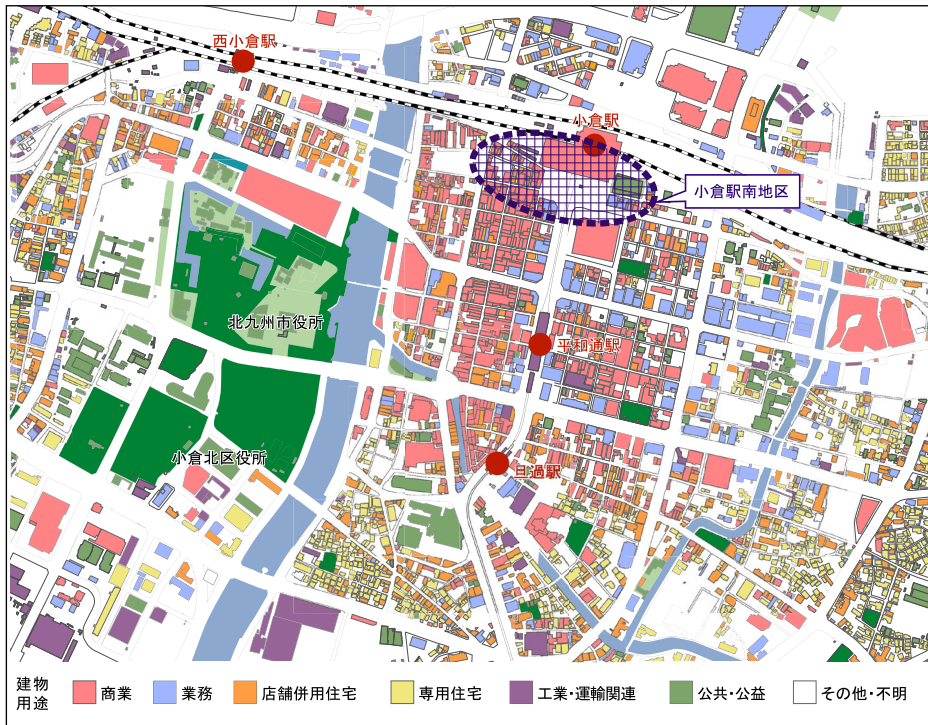 西小倉駅
小倉駅
小倉駅南地区
北九州市役所
平和通駅
小倉北区役所
旦過駅
建物
用途
商業
業務
店舗併用住宅
専用住宅
工業・運輸関連
公共・公益
その他・不明